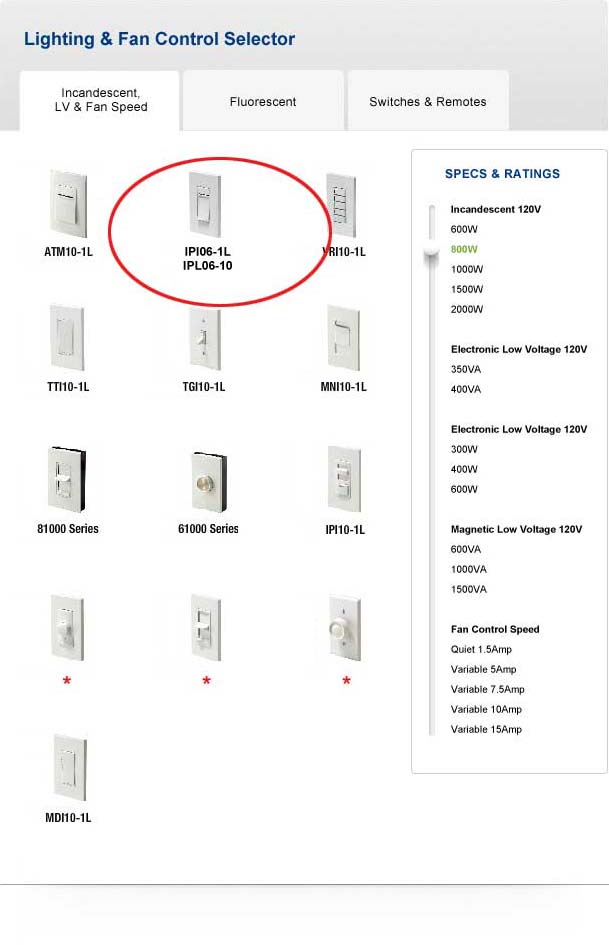 Lighting & Fan Control Selector
Incandescent,
LV & Fan Speed
Fluorescent
Switches & Remotes
ATM10-1L
IPI06-1L
IPL06-10
VRI10-1L
TTI10-1L
TGI10-1L
MNI10-1L
81000 Series
61000 Series
IPI10-1L
*
*
*
MDI10-1L
SPECS & RATINGS
Incandescent 120V
600W
800W
1000W
1500W
2000W
Electronic Low Voltage 120V
350VA
400VA
Electronic Low Voltage 120V
300W
400W
600W
Magnetic Low Voltage 120V
600VA
1000VA
1500VA
Fan Control Speed
Quiet 1.5Amp
Variable 5Amp
Variable 7.5Amp
Variable 10Amp
Variable 15Amp